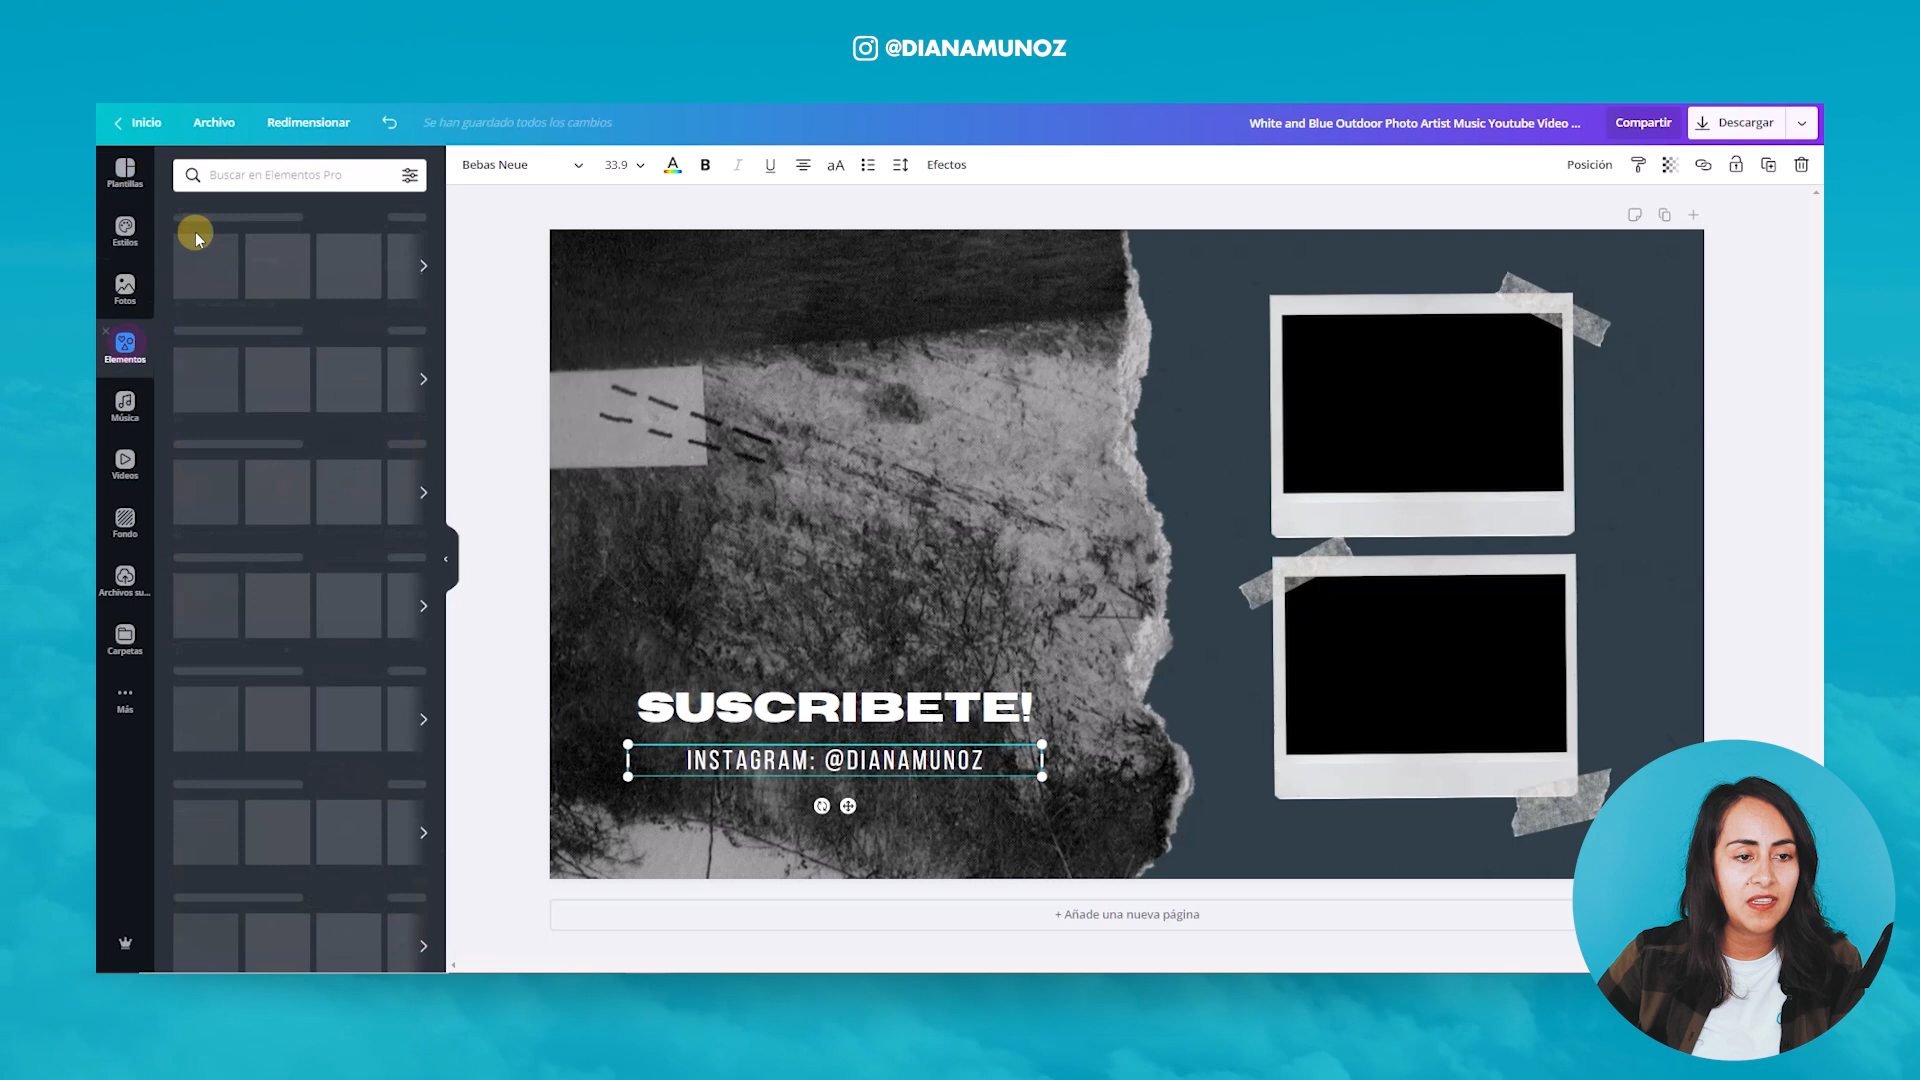 @DIANAMUNOZ
Inicio
Archivo
Redimensionar
Se han guardado todos los cambios
White and Blue Outdoor Photo Artist Music Youtube Video ...
Compartir
Descargar
Plantillas
Buscar en Elementos Pro
Bebas Neue
33.9
A
B
I
U
aA
Efectos
Posición
Estilos
Fotos
Elementos
Música
Videos
Fondo
Archivos su...
Carpetas
Más
SUSCRIBETE!
INSTAGRAM: @DIANAMUNOZ
+ Añade una nueva página